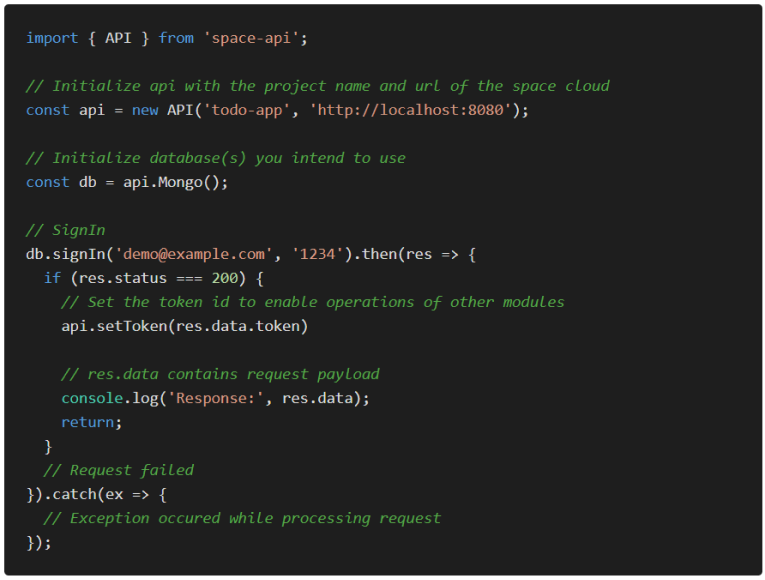 import { API } from 'space-api';
// Initialize api with the project name and url of the space cloud
const api = new API('todo-app', 'http://localhost:8080');
// Initialize database(s) you intend to use
const db = api.Mongo();
// SignIn
db.signIn('demo@example.com', '1234').then(res => {
  if (res.status === 200) {
    // Set the token id to enable operations of other modules
    api.setToken(res.data.token)
    // res.data contains request payload
    console.log('Response:', res.data);
    return;
  }
  // Request failed
}).catch(ex => {
  // Exception occured while processing request
});